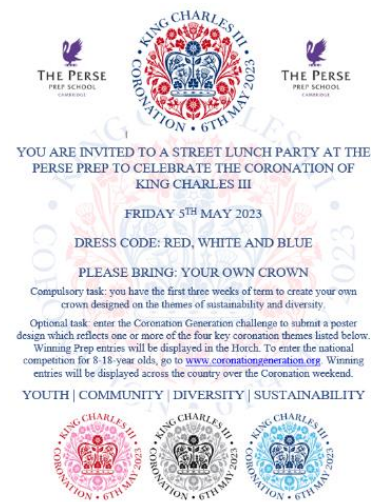 KING CHARLES III
CORONATION • 6TH MAY 2023
THE PERSE
PREP SCHOOL
CAMBRIDGE
THE PERSE
PREP SCHOOL
CAMBRIDGE
YOU ARE INVITED TO A STREET LUNCH PARTY AT THE
PERSE PREP TO CELEBRATE THE CORONATION OF
KING CHARLES III
FRIDAY 5TH MAY 2023
DRESS CODE: RED, WHITE AND BLUE
PLEASE BRING: YOUR OWN CROWN
Compulsory task: you have the first three weeks of term to create your own
crown designed on the themes of sustainability and diversity.
Optional task: enter the Coronation Generation challenge to submit a poster
design which reflects one or more of the four key coronation themes listed below.
Winning Prep entries will be displayed in the Horch. To enter the national
competition for 8-18-year olds, go to www.coronationgeneration.org. Winning
entries will be displayed across the country over the Coronation weekend.
YOUTH | COMMUNITY | DIVERSITY | SUSTAINABILITY
KING CHARLES III
CORONATION • 6TH MAY 2023
KING CHARLES III
CORONATION • 6TH MAY 2023
KING CHARLES III
CORONATION • 6TH MAY 2023